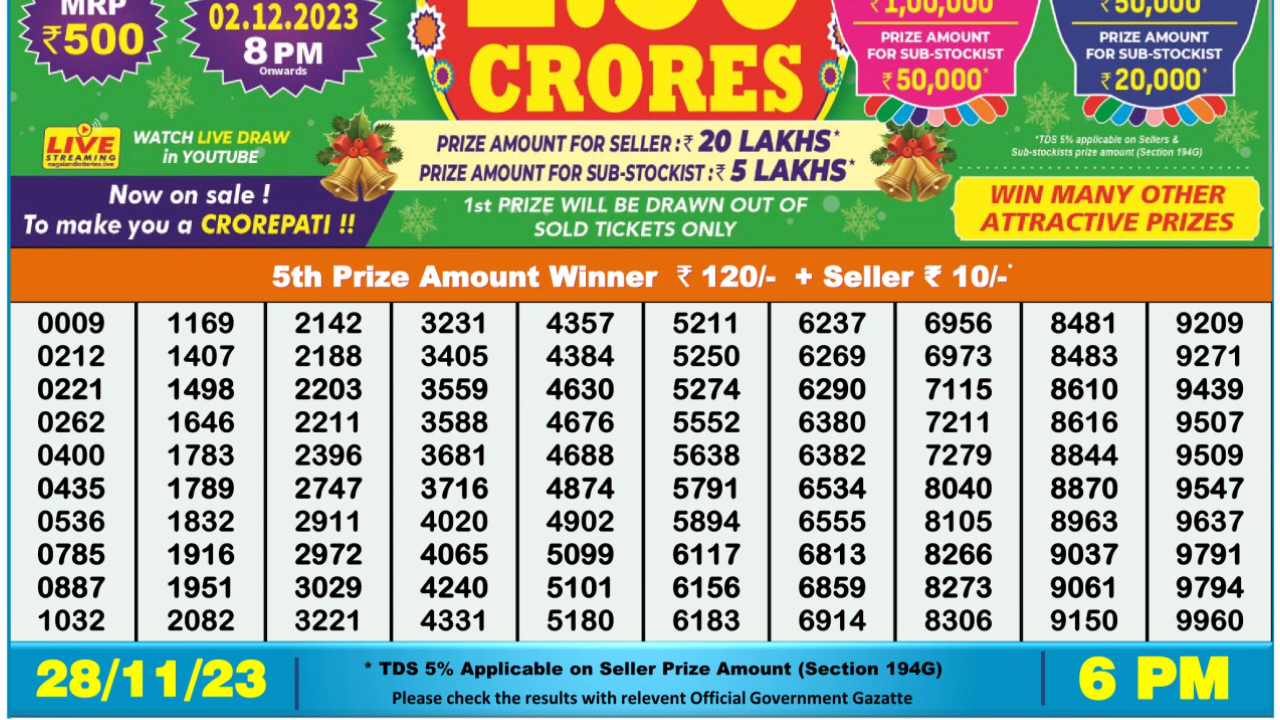 MRP
₹500
02.12.2023
8 PM
Onwards
CRORES
₹1,00,000
PRIZE AMOUNT
FOR SUB-STOCKIST
₹50,000*
₹50,000
PRIZE AMOUNT
FOR SUB-STOCKIST
₹20,000*
LIVE
STREAMING
nagalandlotteries.live
WATCH LIVE DRAW
in YOUTUBE
PRIZE AMOUNT FOR SELLER :₹ 20 LAKHS*
PRIZE AMOUNT FOR SUB-STOCKIST :₹ 5 LAKHS*
*TDS 5% applicable on Sellers &
Sub-stockists prize amount (Section 194G)
Now on sale !
To make you a CROREPATI !!
1st PRIZE WILL BE DRAWN OUT OF
SOLD TICKETS ONLY
WIN MANY OTHER
ATTRACTIVE PRIZES
5th Prize Amount Winner ₹ 120/- + Seller ₹ 10/-*
0009 1169 2142 3231 4357 5211 6237 6956 8481 9209
0212 1407 2188 3405 4384 5250 6269 6973 8483 9271
0221 1498 2203 3559 4630 5274 6290 7115 8610 9439
0262 1646 2211 3588 4676 5552 6380 7211 8616 9507
0400 1783 2396 3681 4688 5638 6382 7279 8844 9509
0435 1789 2747 3716 4874 5791 6534 8040 8870 9547
0536 1832 2911 4020 4902 5894 6555 8105 8963 9637
0785 1916 2972 4065 5099 6117 6813 8266 9037 9791
0887 1951 3029 4240 5101 6156 6859 8273 9061 9794
1032 2082 3221 4331 5180 6183 6914 8306 9150 9960
28/11/23
* TDS 5% Applicable on Seller Prize Amount (Section 194G)
Please check the results with relevent Official Government Gazatte
6 PM